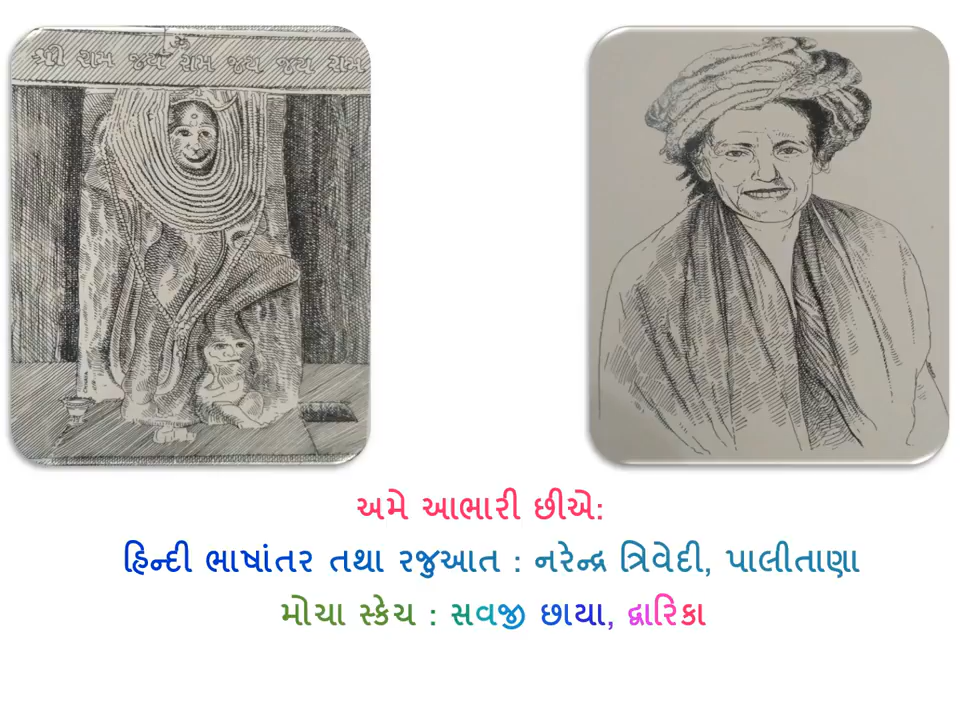 શ્રી રામ જય રામ જય જય રામ
અમે આભારી છીએ:
હિન્દી ભાષાંતર તથા રજુઆત : નરેન્દ્ર ત્રિવેદી, પાલીતાણા
મોચા સ્કેચ : સવજી છાયા, દ્વારિકા